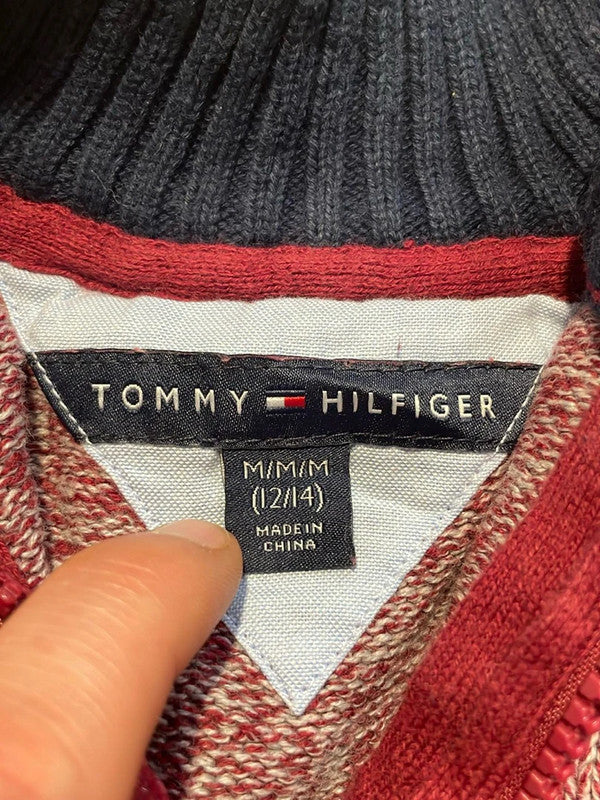 TOMMY HILFIGER
M/M/M
(12/14)
MADE IN
CHINA